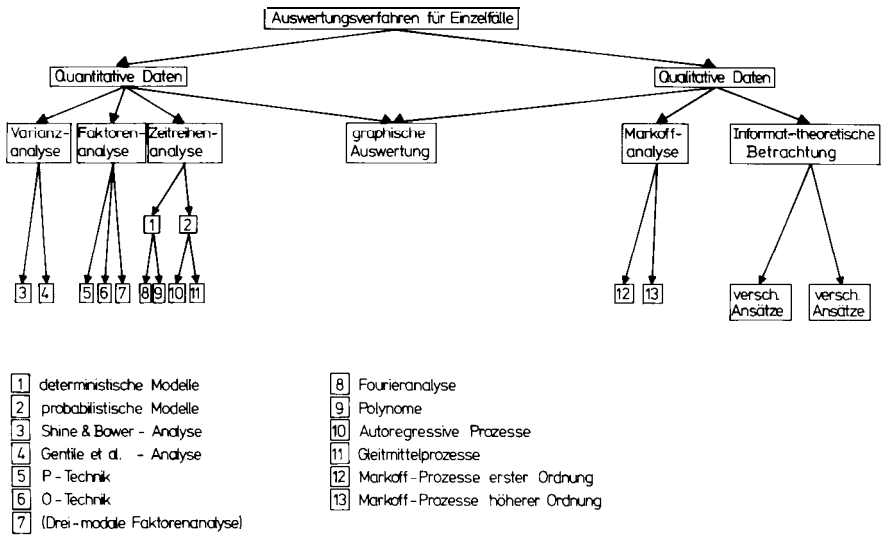 Auswertungsverfahren für Einzelfälle
Quantitative Daten
Qualitative Daten
Varianz-
analyse
Faktoren-
analyse
Zeitreihen-
analyse
graphische
Auswertung
Markoff-
analyse
Informat.-theoretische
Betrachtung
1
2
3
4
5
6
7
8
9
10
11
12
13
versch.
Ansätze
versch.
Ansätze
1 deterministische Modelle
2 probabilistische Modelle
3 Shine & Bower - Analyse
4 Gentile et al. - Analyse
5 P - Technik
6 O - Technik
7 (Drei-modale Faktorenanalyse)
8 Fourieranalyse
9 Polynome
10 Autoregressive Prozesse
11 Gleitmittelprozesse
12 Markoff-Prozesse erster Ordnung
13 Markoff-Prozesse höherer Ordnung